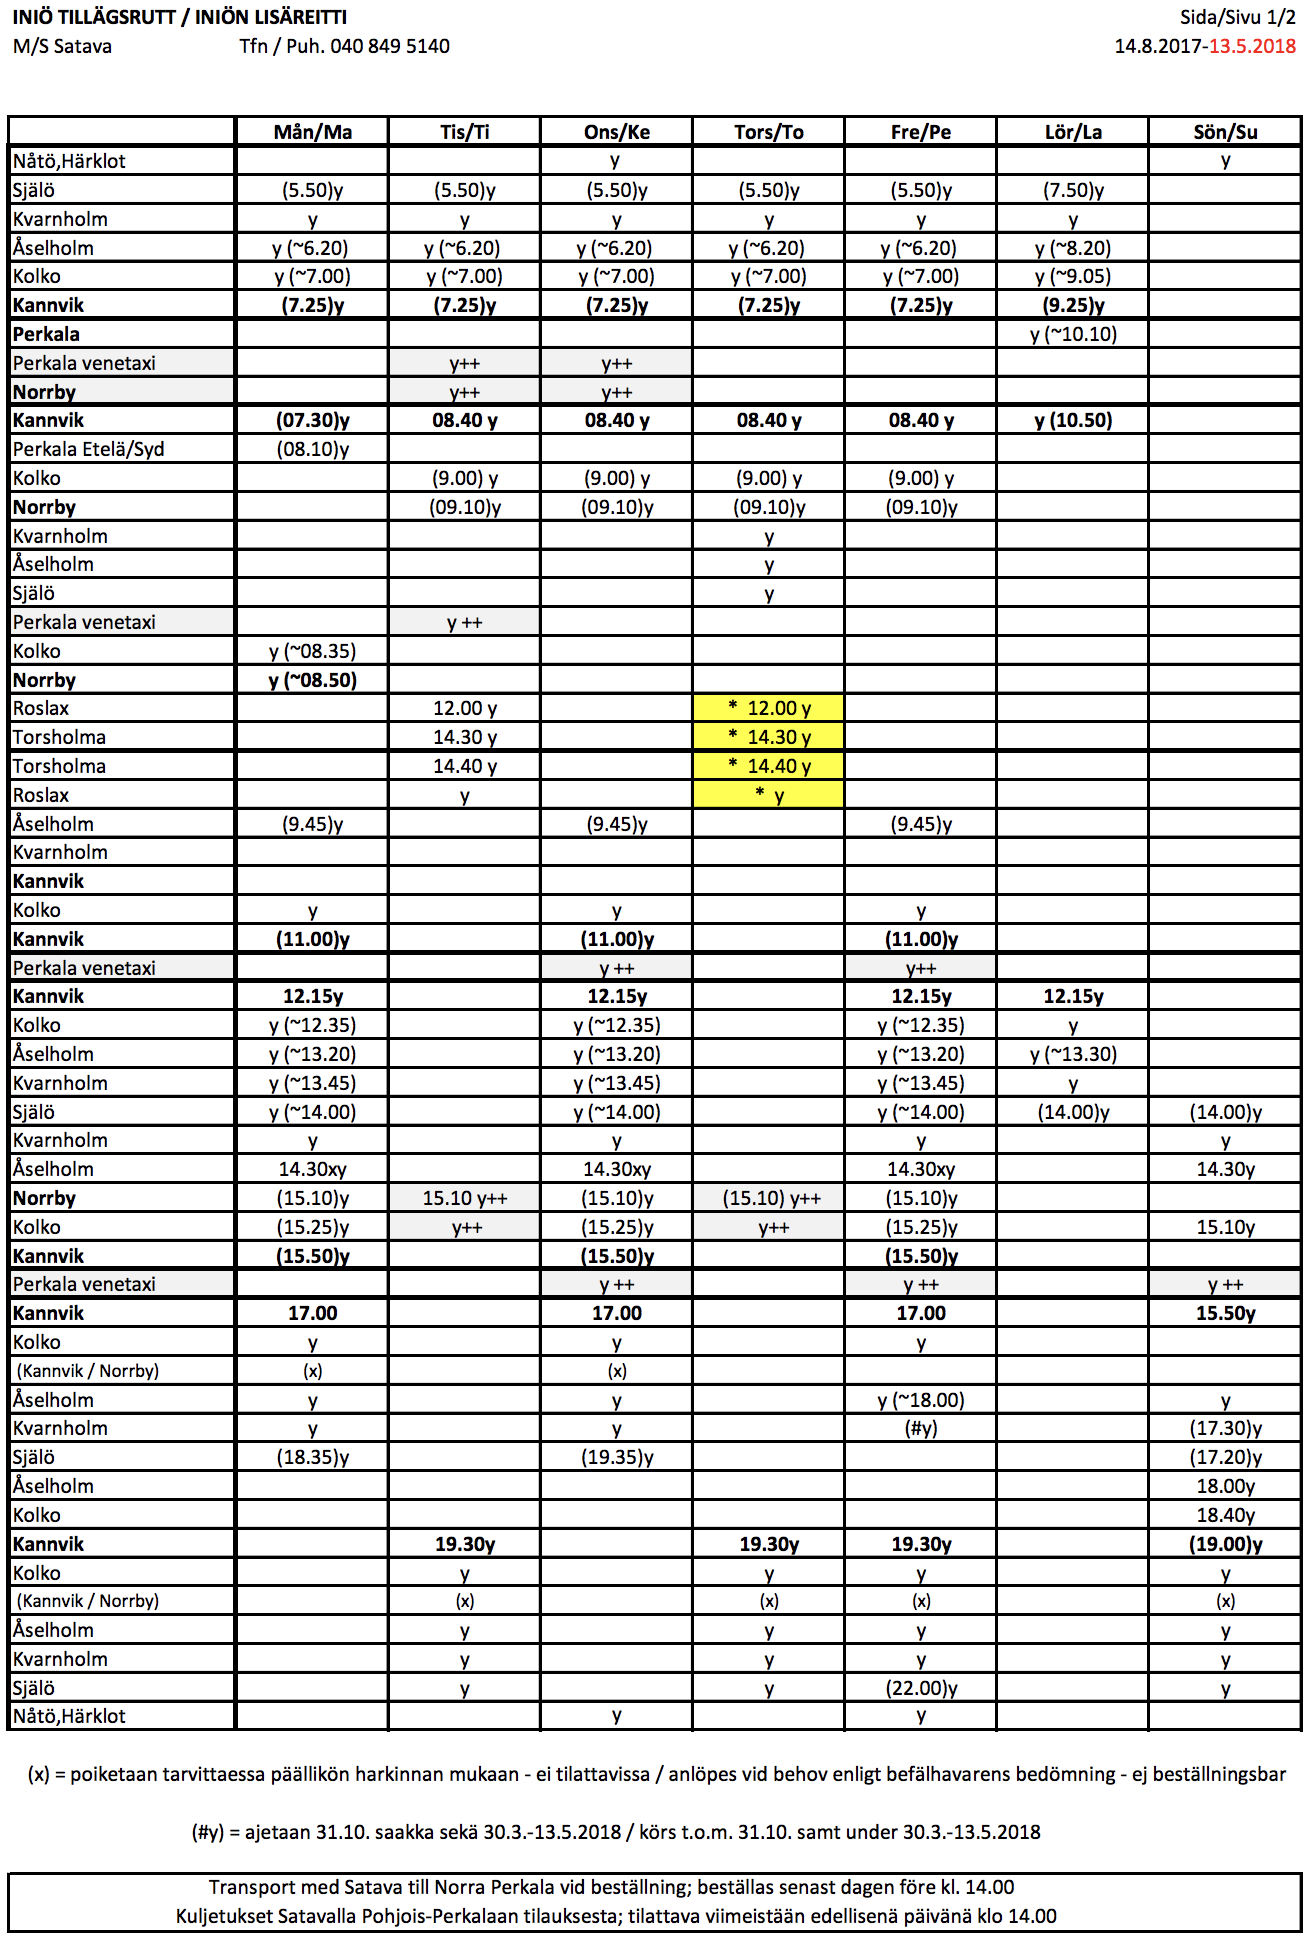 INIÖ TILLÄGSRUTT / INIÖN LISÄREITTI Sida/Sivu 1/2
M/S Satava Tfn / Puh. 040 849 5140 14.8.2017-13.5.2018
Mån/Ma Tis/Ti Ons/Ke Tors/To Fre/Pe Lör/La Sön/Su
Nåtö,Härklot y y
Själö (5.50)y (5.50)y (5.50)y (5.50)y (5.50)y (7.50)y
Kvarnholm y y y y y y
Åselholm y (~6.20) y (~6.20) y (~6.20) y (~6.20) y (~6.20) y (~8.20)
Kolko y (~7.00) y (~7.00) y (~7.00) y (~7.00) y (~7.00) y (~9.05)
Kannvik (7.25)y (7.25)y (7.25)y (7.25)y (7.25)y (9.25)y
Perkala y (~10.10)
Perkala venetaxi y++ y++
Norrby y++ y++
Kannvik (07.30)y 08.40 y 08.40 y 08.40 y 08.40 y y (10.50)
Perkala Etelä/Syd (08.10)y
Kolko (9.00) y (9.00) y (9.00) y (9.00) y
Norrby (09.10)y (09.10)y (09.10)y (09.10)y
Kvarnholm y
Åselholm y
Själö y
Perkala venetaxi y ++
Kolko y (~08.35)
Norrby y (~08.50)
Roslax 12.00 y * 12.00 y
Torsholma 14.30 y * 14.30 y
Torsholma 14.40 y * 14.40 y
Roslax y * y
Åselholm (9.45)y (9.45)y (9.45)y
Kvarnholm
Kannvik
Kolko y y y
Kannvik (11.00)y (11.00)y (11.00)y
Perkala venetaxi y ++ y++
Kannvik 12.15y 12.15y 12.15y 12.15y
Kolko y (~12.35) y (~12.35) y (~12.35) y
Åselholm y (~13.20) y (~13.20) y (~13.20) y (~13.30)
Kvarnholm y (~13.45) y (~13.45) y (~13.45) y
Själö y (~14.00) y (~14.00) y (~14.00) (14.00)y (14.00)y
Kvarnholm y y y y
Åselholm 14.30xy 14.30xy 14.30xy 14.30y
Norrby (15.10)y 15.10 y++ (15.10)y (15.10) y++ (15.10)y
Kolko (15.25)y y++ (15.25)y y++ (15.25)y 15.10y
Kannvik (15.50)y (15.50)y (15.50)y
Perkala venetaxi y ++ y ++ y ++
Kannvik 17.00 17.00 17.00 15.50y
Kolko y y y
(Kannvik / Norrby) (x) (x)
Åselholm y y y (~18.00) y
Kvarnholm y y (#y) (17.30)y
Själö (18.35)y (19.35)y (17.20)y
Åselholm 18.00y
Kolko 18.40y
Kannvik 19.30y 19.30y 19.30y (19.00)y
Kolko y y y y
(Kannvik / Norrby) (x) (x) (x) (x)
Åselholm y y y y
Kvarnholm y y y y
Själö y y (22.00)y y
Nåtö,Härklot y y
(x) = poiketaan tarvittaessa päällikön harkinnan mukaan - ei tilattavissa / anlöpes vid behov enligt befälhavarens bedömning - ej beställningsbar
(#y) = ajetaan 31.10. saakka sekä 30.3.-13.5.2018 / körs t.o.m. 31.10. samt under 30.3.-13.5.2018
Transport med Satava till Norra Perkala vid beställning; beställas senast dagen före kl. 14.00
Kuljetukset Satavalla Pohjois-Perkalaan tilauksesta; tilattava viimeistään edellisenä päivänä klo 14.00